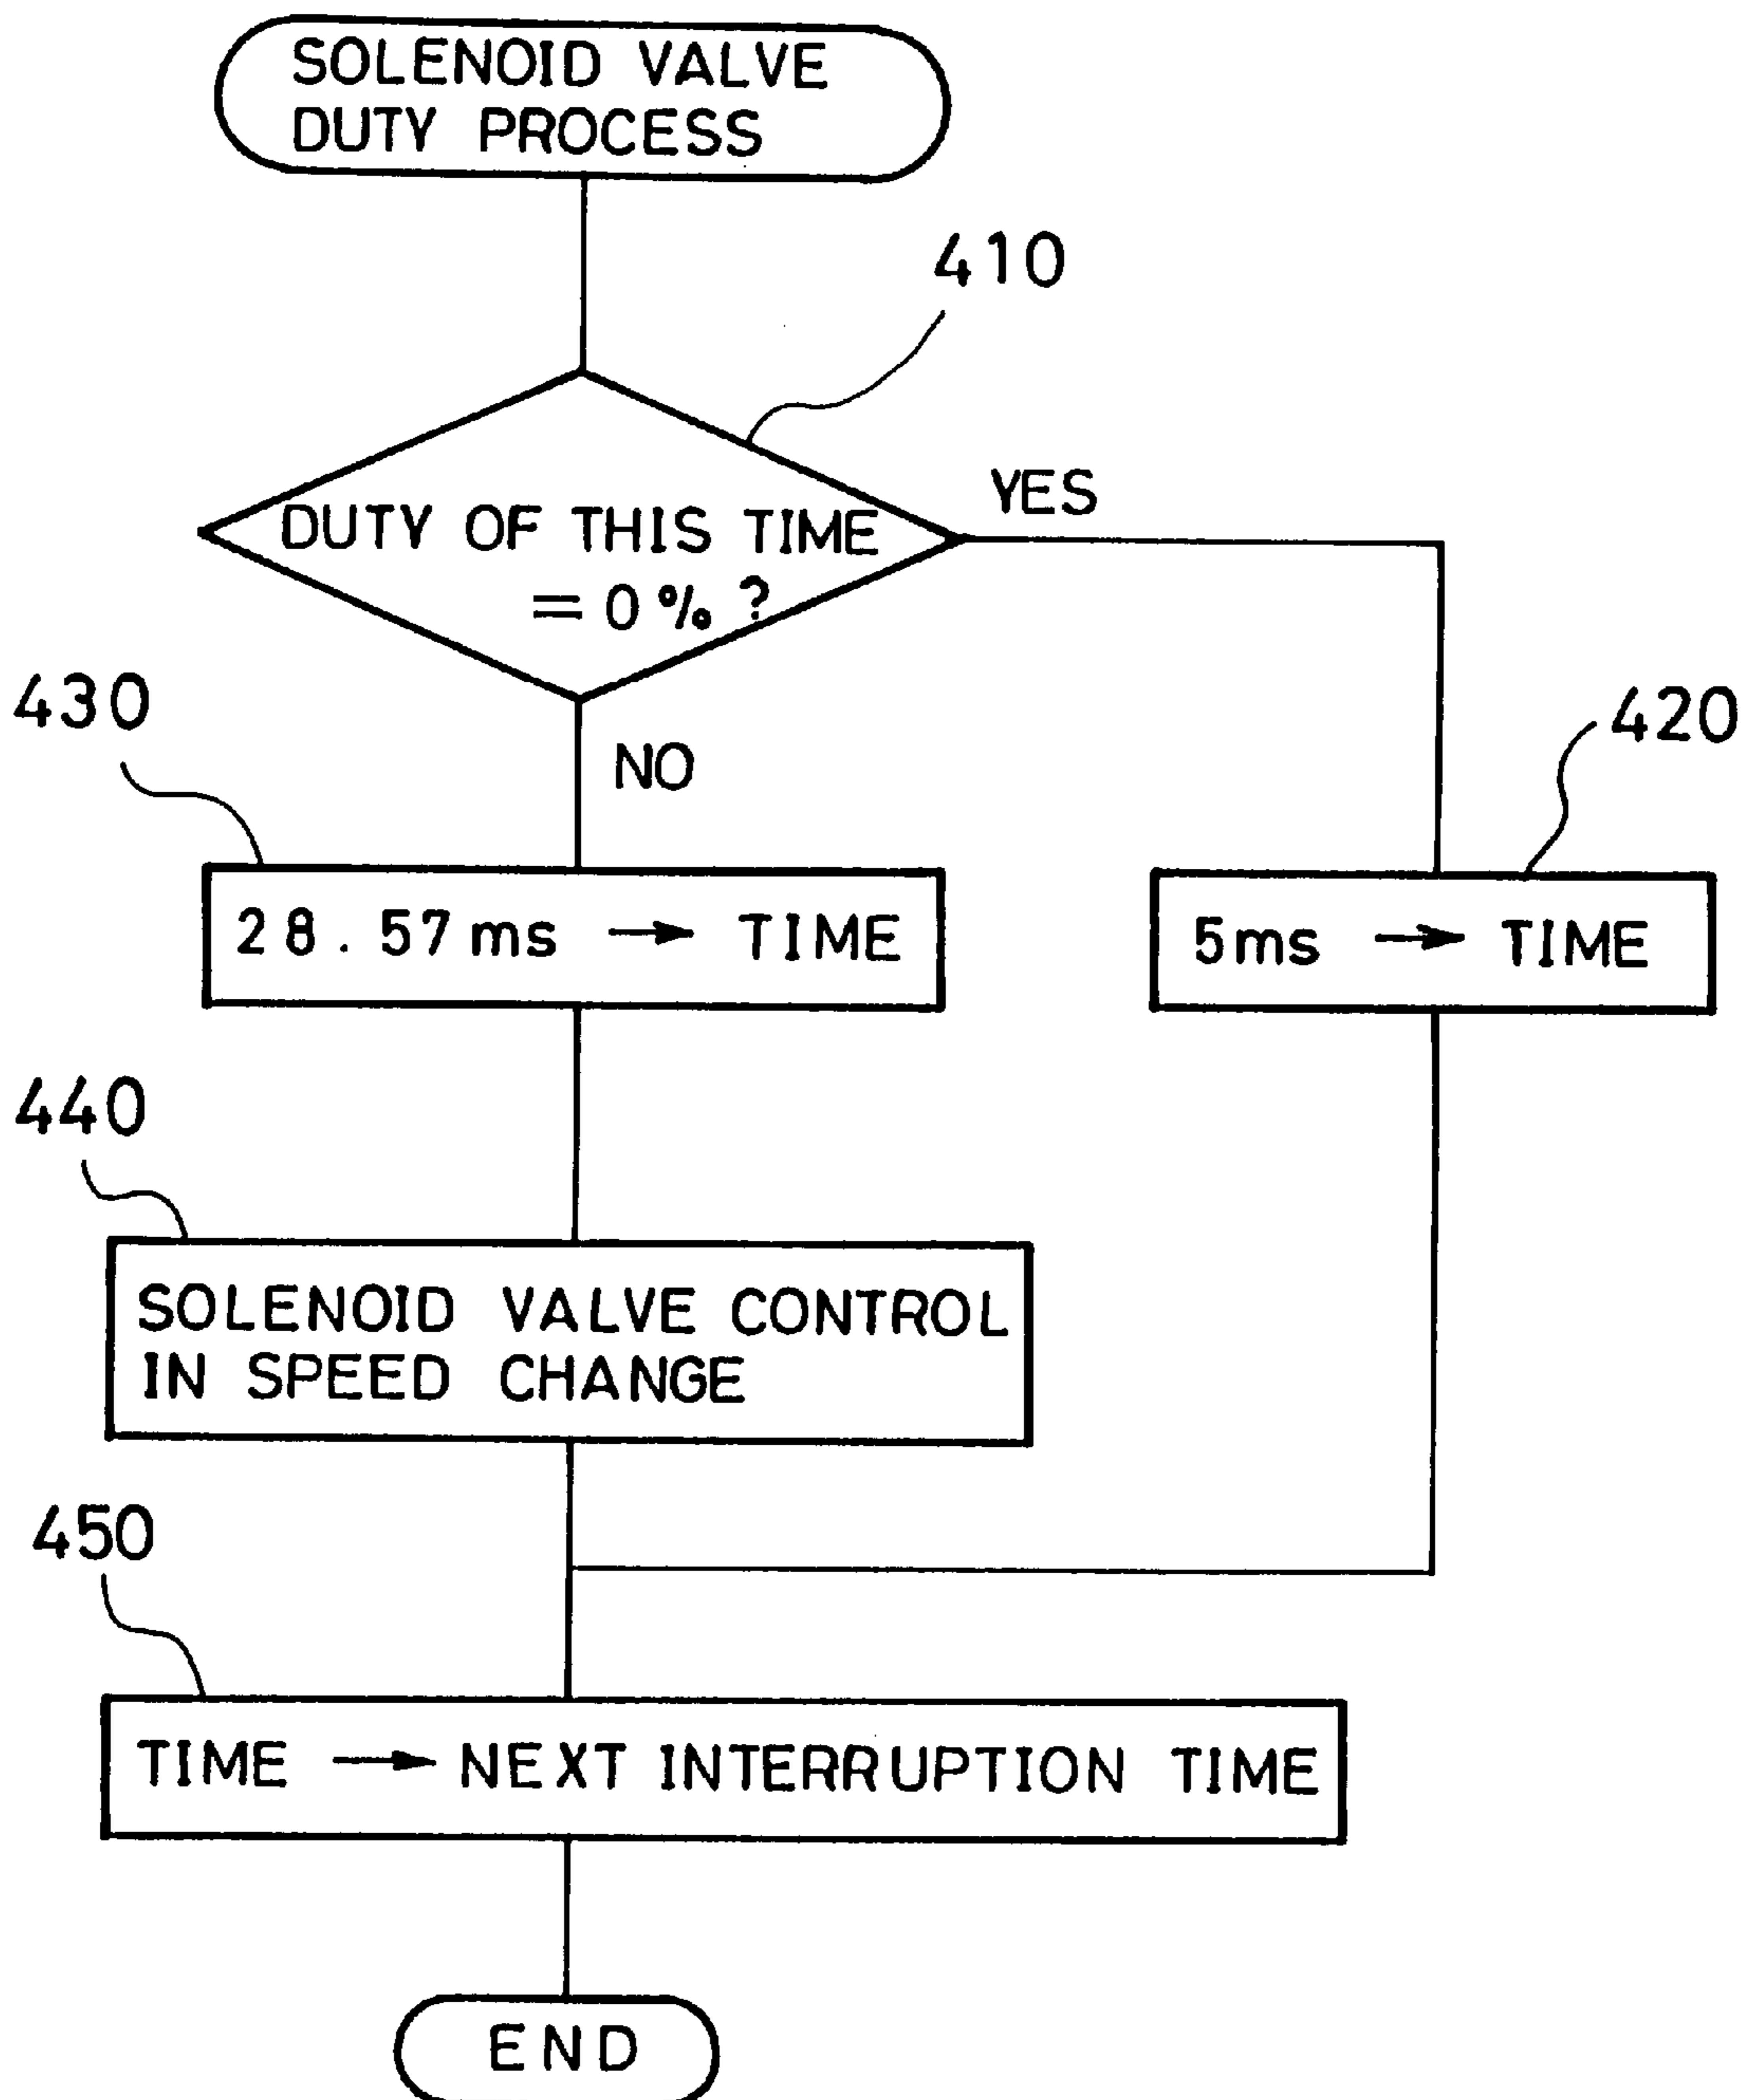 SOLENOID VALVE
DUTY PROCESS
410
DUTY OF THIS TIME
=0%?
YES
430
NO
420
28.57ms → TIME
5ms → TIME
440
SOLENOID VALVE CONTROL
IN SPEED CHANGE
450
TIME → NEXT INTERRUPTION TIME
END